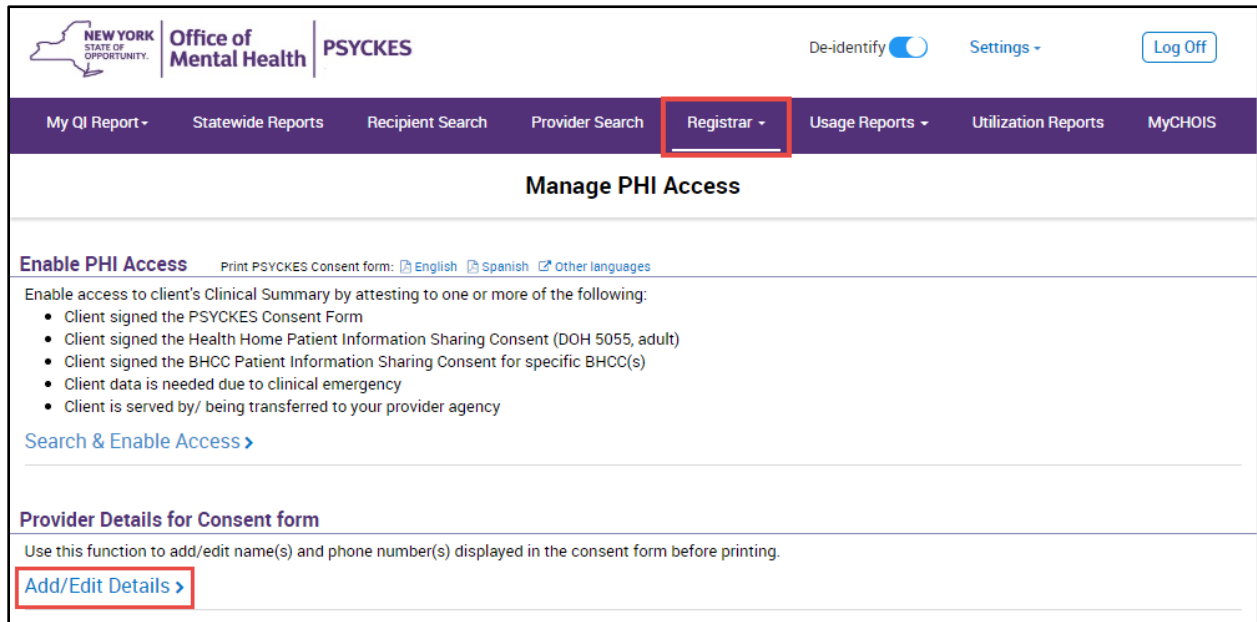 NEW YORK
STATE OF
OPPORTUNITY.
Office of
Mental Health
PSYCKES
De-identify
Settings
Log Off
My QI Report
Statewide Reports
Recipient Search
Provider Search
Registrar
Usage Reports
Utilization Reports
MyCHOIS
Manage PHI Access
Enable PHI Access
Print PSYCKES Consent form: English Spanish Other languages
Enable access to client's Clinical Summary by attesting to one or more of the following:
• Client signed the PSYCKES Consent Form
• Client signed the Health Home Patient Information Sharing Consent (DOH 5055, adult)
• Client signed the BHCC Patient Information Sharing Consent for specific BHCC(s)
• Client data is needed due to clinical emergency
• Client is served by/ being transferred to your provider agency
Search & Enable Access >
Provider Details for Consent form
Use this function to add/edit name(s) and phone number(s) displayed in the consent form before printing.
Add/Edit Details >